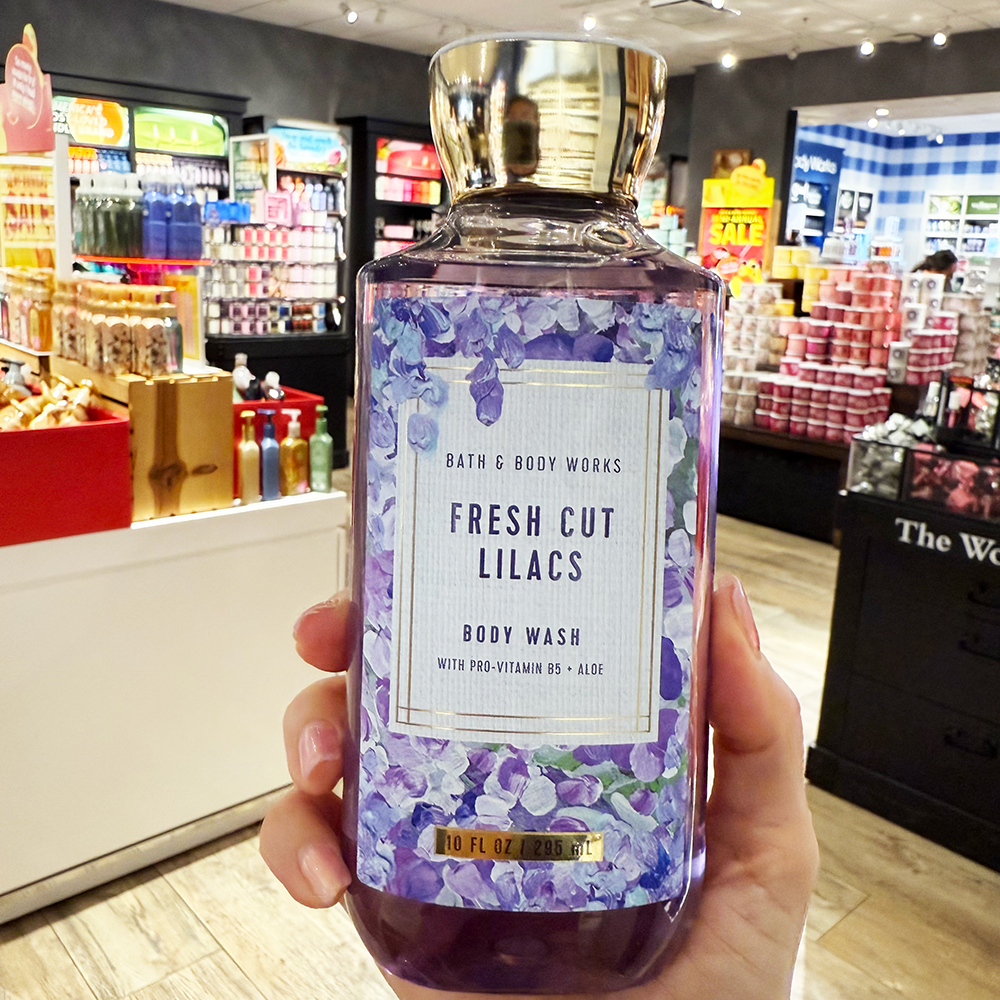 BATH & BODY WORKS
FRESH CUT
LILACS
BODY WASH
WITH PRO-VITAMIN B5 + ALOE
10 FL OZ / 295 mL
SALE
The Wo